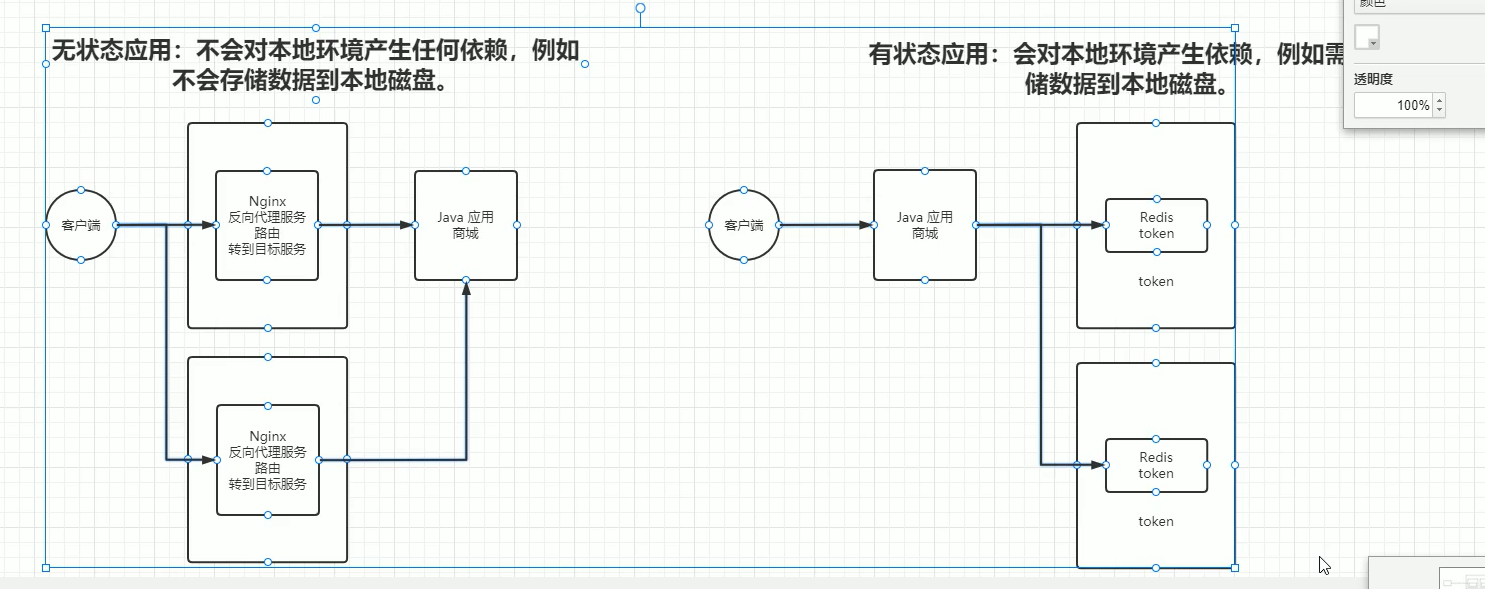 无状态应用：不会对本地环境产生任何依赖，例如
不会存储数据到本地磁盘。
客户端
Nginx
反向代理服务
路由
转到目标服务
Java 应用
商城
Nginx
反向代理服务
路由
转到目标服务
有状态应用：会对本地环境产生依赖，例如需
储数据到本地磁盘。
客户端
Java 应用
商城
Redis
token
token
Redis
token
token
颜色
透明度
100%